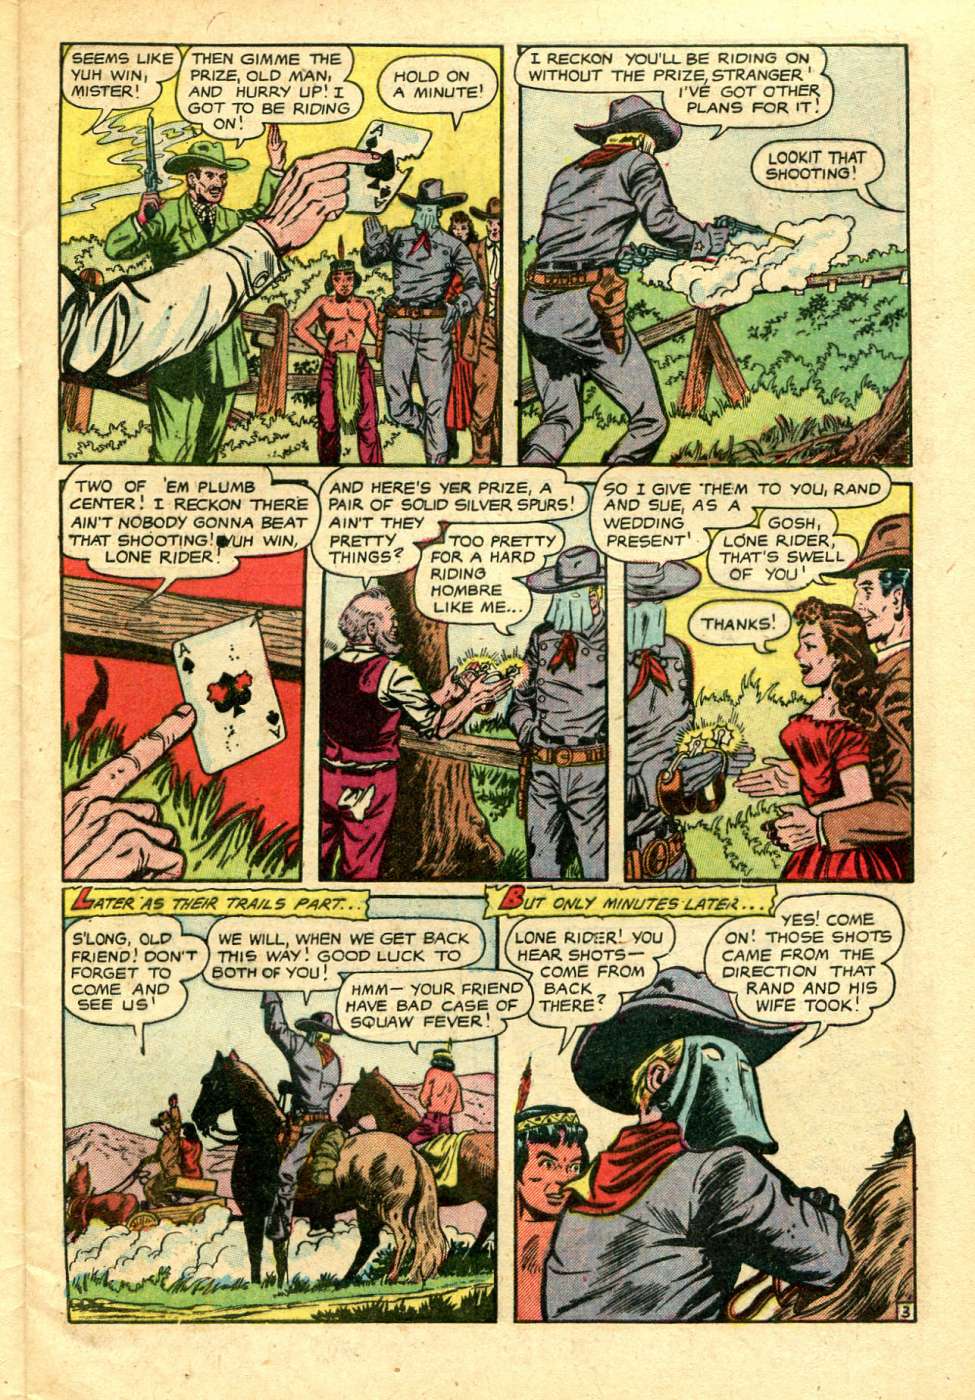 SEEMS LIKE
YUH WIN,
MISTER!
THEN GIMME THE
PRIZE, OLD MAN,
AND HURRY UP! I
GOT TO BE RIDING
ON!
HOLD ON
A MINUTE!
A
I RECKON YOU'LL BE RIDING ON
WITHOUT THE PRIZE, STRANGER!
I'VE GOT OTHER
PLANS FOR IT!
LOOKIT THAT
SHOOTING!
TWO OF 'EM PLUMB
CENTER! I RECKON THERE
AIN'T NOBODY GONNA BEAT
THAT SHOOTING! YUH WIN,
LONE RIDER!
A
A
AND HERE'S YER PRIZE, A
PAIR OF SOLID SILVER SPURS!
AIN'T THEY
PRETTY
THINGS?
TOO PRETTY
FOR A HARD
RIDING
HOMBRE
LIKE ME...
SO I GIVE THEM TO YOU, RAND
AND SUE, AS A
WEDDING
PRESENT!
GOSH,
LONE RIDER,
THAT'S SWELL
OF YOU!
THANKS!
LATER AS THEIR TRAILS PART...
S'LONG, OLD
FRIEND! DON'T
FORGET TO
COME AND
SEE US!
WE WILL, WHEN WE GET BACK
THIS WAY! GOOD LUCK TO
BOTH OF YOU!
HMM— YOUR FRIEND
HAVE BAD CASE OF
SQUAW FEVER!
BUT ONLY MINUTES LATER...
LONE RIDER! YOU
HEAR SHOTS—
COME FROM
BACK
THERE?
YES! COME
ON! THOSE SHOTS
CAME FROM THE
DIRECTION THAT
RAND AND HIS
WIFE TOOK!
3